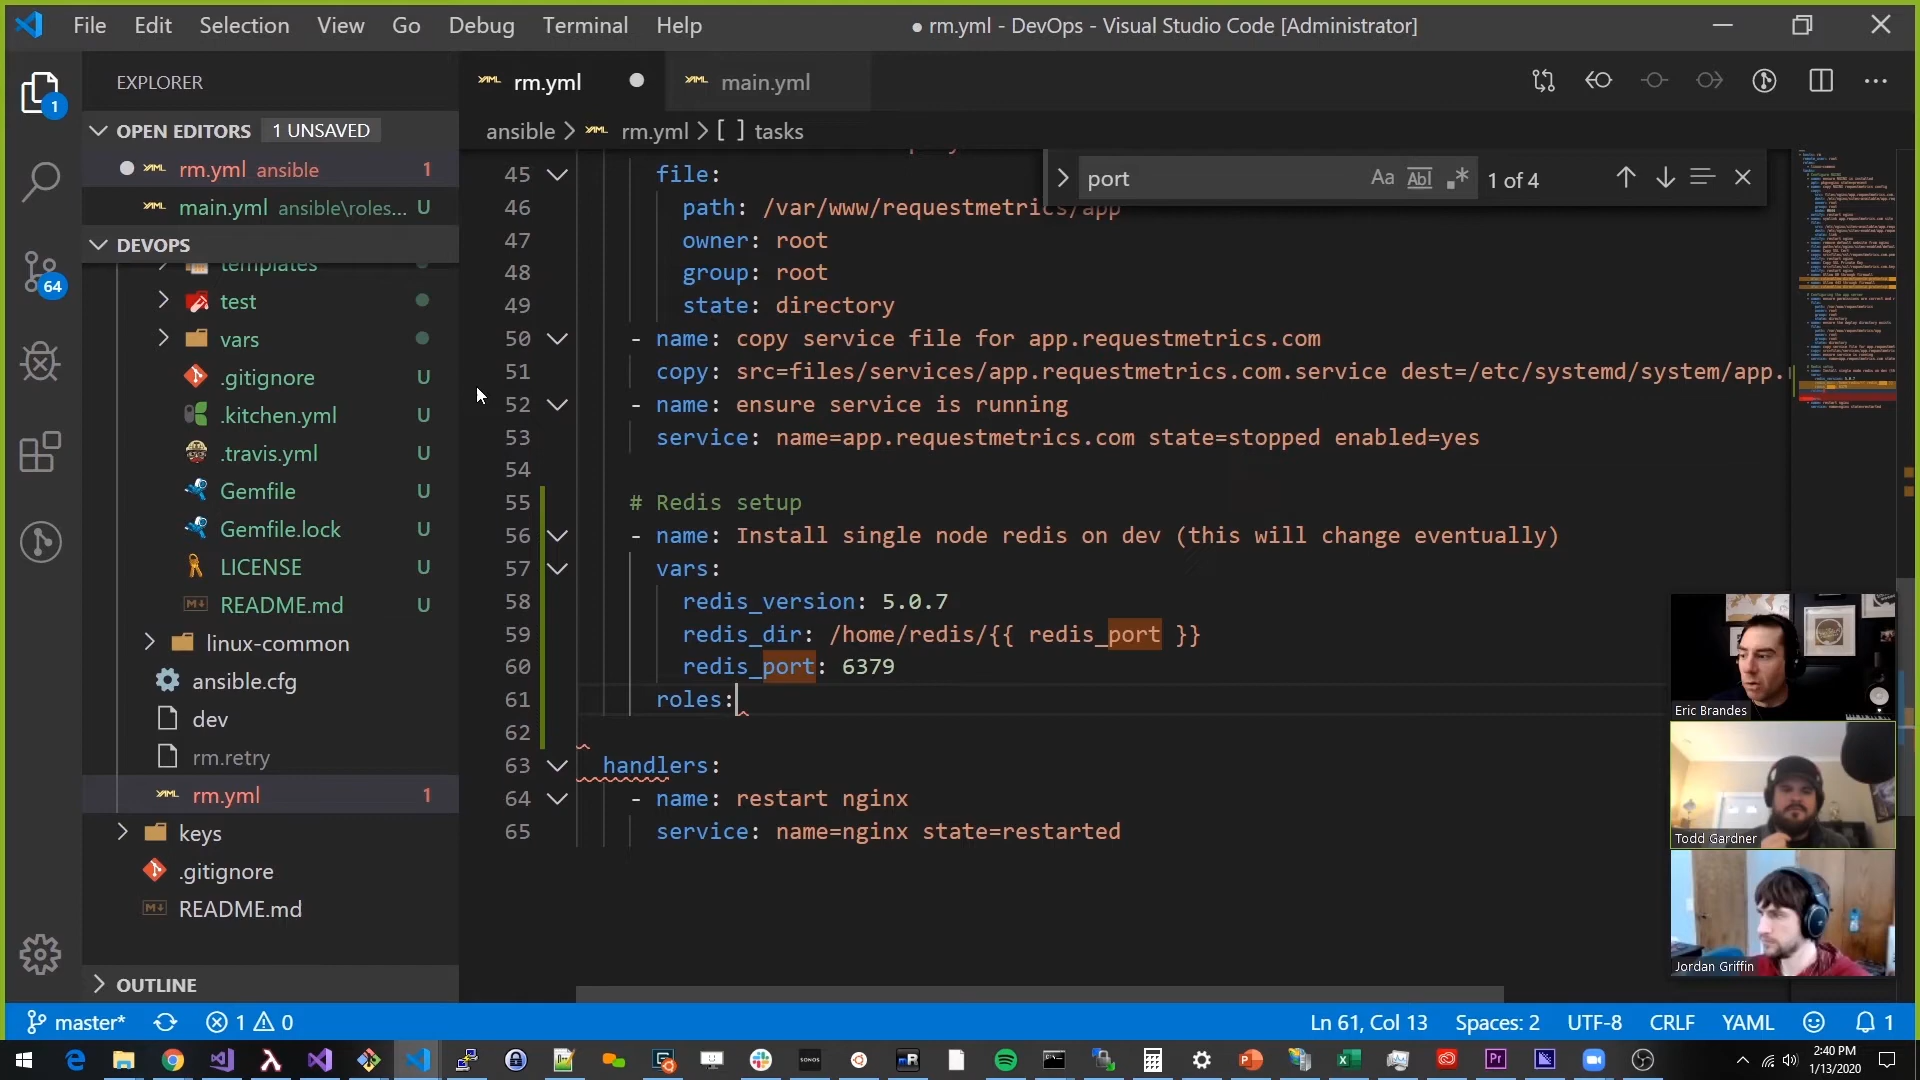 File Edit Selection View Go Debug Terminal Help
● rm.yml - DevOps - Visual Studio Code [Administrator]
EXPLORER
OPEN EDITORS 1 UNSAVED
rm.yml ansible 1
main.yml ansible\roles... U
DEVOPS
templates
test
vars
.gitignore U
.kitchen.yml U
.travis.yml U
Gemfile U
Gemfile.lock U
LICENSE U
README.md U
linux-common
ansible.cfg
dev
rm.retry
rm.yml 1
keys
.gitignore
README.md
OUTLINE
1
64
rm.yml
main.yml
ansible > rm.yml > [ ] tasks
port
Aa Abl .* 1 of 4
45 file:
46 path: /var/www/requestmetrics/app
47 owner: root
48 group: root
49 state: directory
50 - name: copy service file for app.requestmetrics.com
51 copy: src=files/services/app.requestmetrics.com.service dest=/etc/systemd/system/app.
52 - name: ensure service is running
53 service: name=app.requestmetrics.com state=stopped enabled=yes
54
55 # Redis setup
56 - name: Install single node redis on dev (this will change eventually)
57 vars:
58 redis_version: 5.0.7
59 redis_dir: /home/redis/{{ redis_port }}
60 redis_port: 6379
61 roles:
62
63 handlers:
64 - name: restart nginx
65 service: name=nginx state=restarted
Eric Brandes
Todd Gardner
Jordan Griffin
master* 1 0
Ln 61, Col 13 Spaces: 2 UTF-8 CRLF YAML 1
2:40 PM
1/13/2020